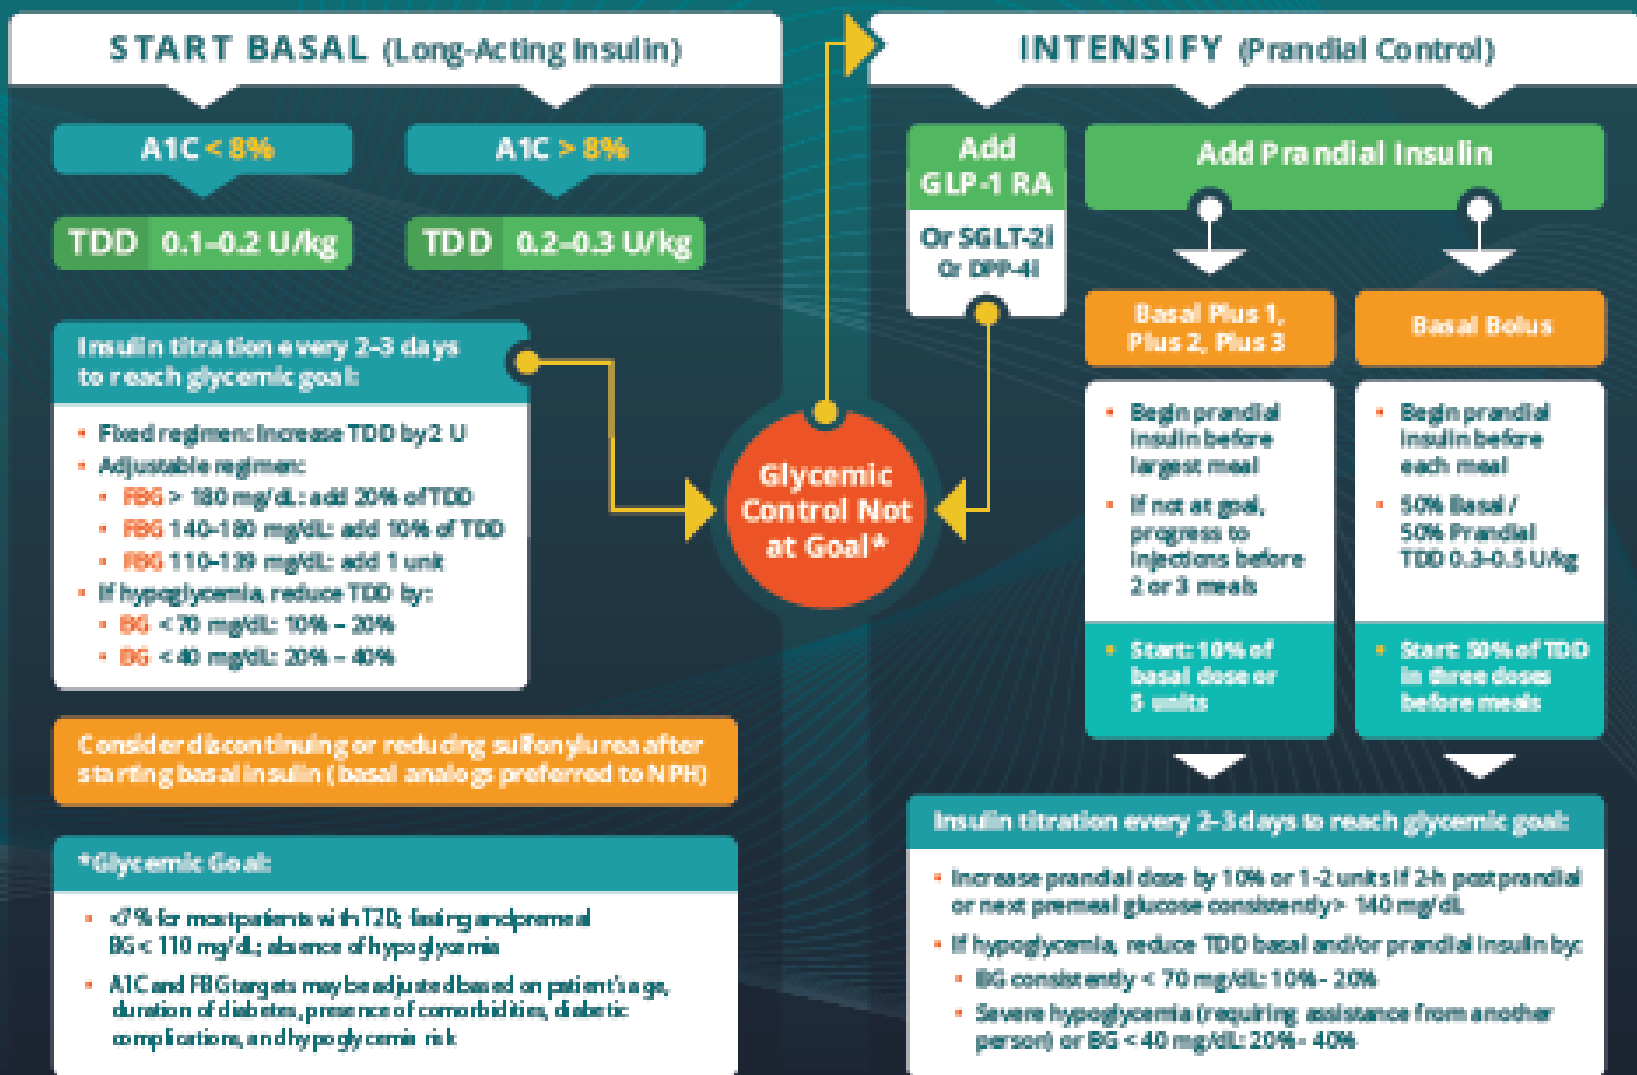 START BASAL (Long-Acting Insulin)
A1C < 8%
A1C > 8%
TDD 0.1–0.2 U/kg
TDD 0.2–0.3 U/kg
Insulin titration every 2–3 days
to reach glycemic goal:
• Fixed regimen: Increase TDD by 2 U
• Adjustable regimen:
• FBG > 180 mg/dL: add 20% of TDD
• FBG 140–180 mg/dL: add 10% of TDD
• FBG 110–139 mg/dL: add 1 unit
• If hypoglycemia, reduce TDD by:
• BG < 70 mg/dL: 10% – 20%
• BG < 40 mg/dL: 20% – 40%
Consider discontinuing or reducing sulfonylurea after
starting basal insulin (basal analogs preferred to NPH)
*Glycemic Goal:
• <7% for most patients with T2D; fasting and premeal
BG < 110 mg/dL; absence of hypoglycemia
• A1C and FBG targets may be adjusted based on patient's age,
duration of diabetes, presence of comorbidities, diabetic
complications, and hypoglycemia risk
Glycemic
Control Not
at Goal*
INTENSIFY (Prandial Control)
Add
GLP-1 RA
Or SGLT-2i
Or DPP-4i
Add Prandial Insulin
Basal Plus 1,
Plus 2, Plus 3
• Begin prandial
insulin before
largest meal
• If not at goal,
progress to
injections before
2 or 3 meals
• Start: 10% of
basal dose or
5 units
Basal Bolus
• Begin prandial
insulin before
each meal
• 50% Basal /
50% Prandial
TDD 0.3–0.5 U/kg
• Start: 50% of TDD
in three doses
before meals
Insulin titration every 2–3 days to reach glycemic goal:
• Increase prandial dose by 10% or 1-2 units if 2-h postprandial
or next premeal glucose consistently > 140 mg/dL
• If hypoglycemia, reduce TDD basal and/or prandial insulin by:
• BG consistently < 70 mg/dL: 10% - 20%
• Severe hypoglycemia (requiring assistance from another
person) or BG < 40 mg/dL: 20% - 40%